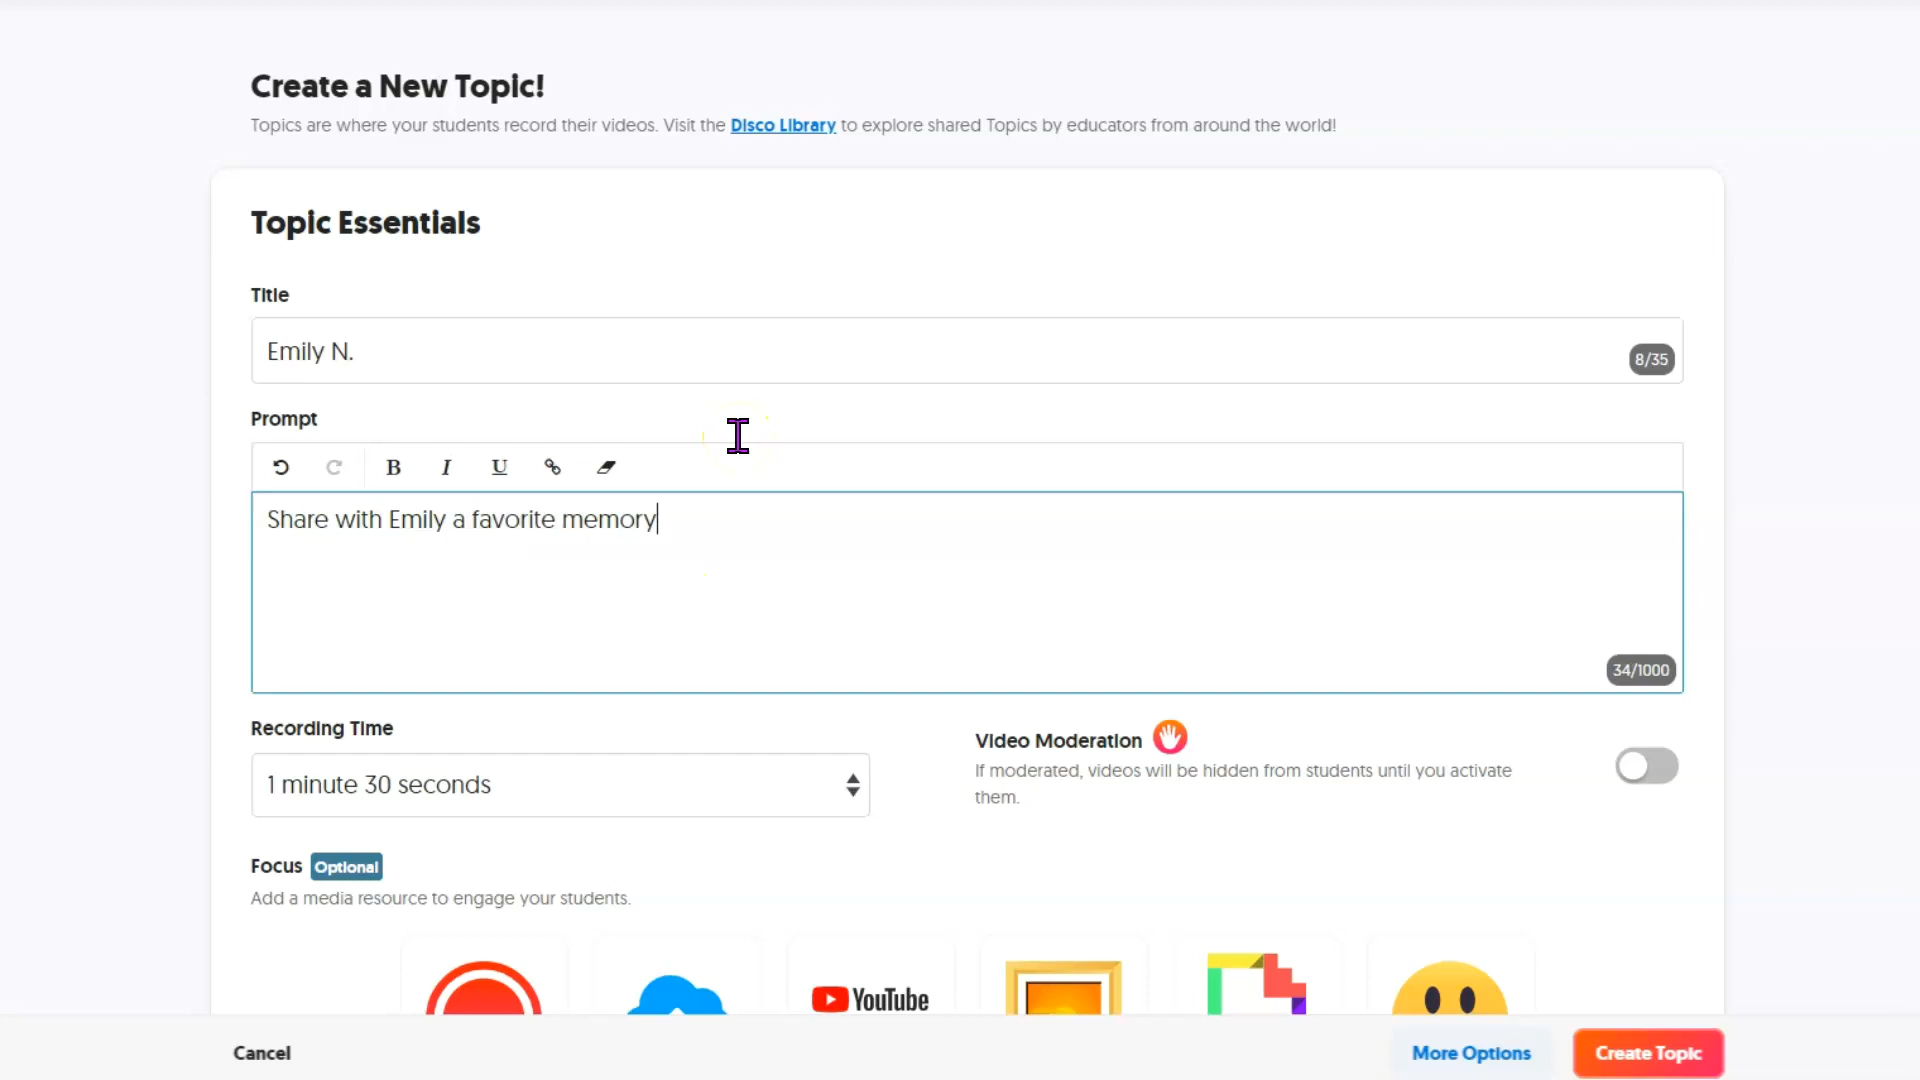 Create a New Topic!
Topics are where your students record their videos. Visit the Disco Library to explore shared Topics by educators from around the world!
Topic Essentials
Title
Emily N.
8/35
Prompt
B I U
Share with Emily a favorite memory
34/1000
Recording Time
1 minute 30 seconds
Video Moderation
If moderated, videos will be hidden from students until you activate
them.
Focus Optional
Add a media resource to engage your students.
YouTube
Cancel
More Options
Create Topic